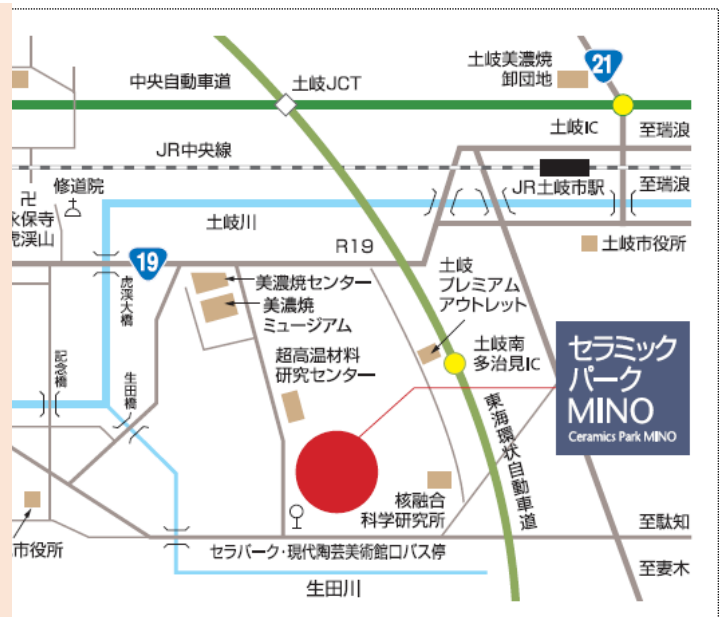 土岐美濃焼
卸団地
21
中央自動車道
土岐JCT
土岐IC
至瑞浪
JR中央線
JR土岐市駅
至瑞浪
修道院
卍
永保寺
虎渓山
土岐川
R19
土岐市役所
19
虎渓大橋
美濃焼センター
美濃焼
ミュージアム
土岐
プレミアム
アウトレット
超高温材料
研究センター
土岐南
多治見IC
セラミック
パーク
MINO
Ceramics Park MINO
記念橋
生田橋
東海環状自動車道
核融合
科学研究所
市役所
セラパーク・現代陶芸美術館口バス停
至駄知
生田川
至妻木